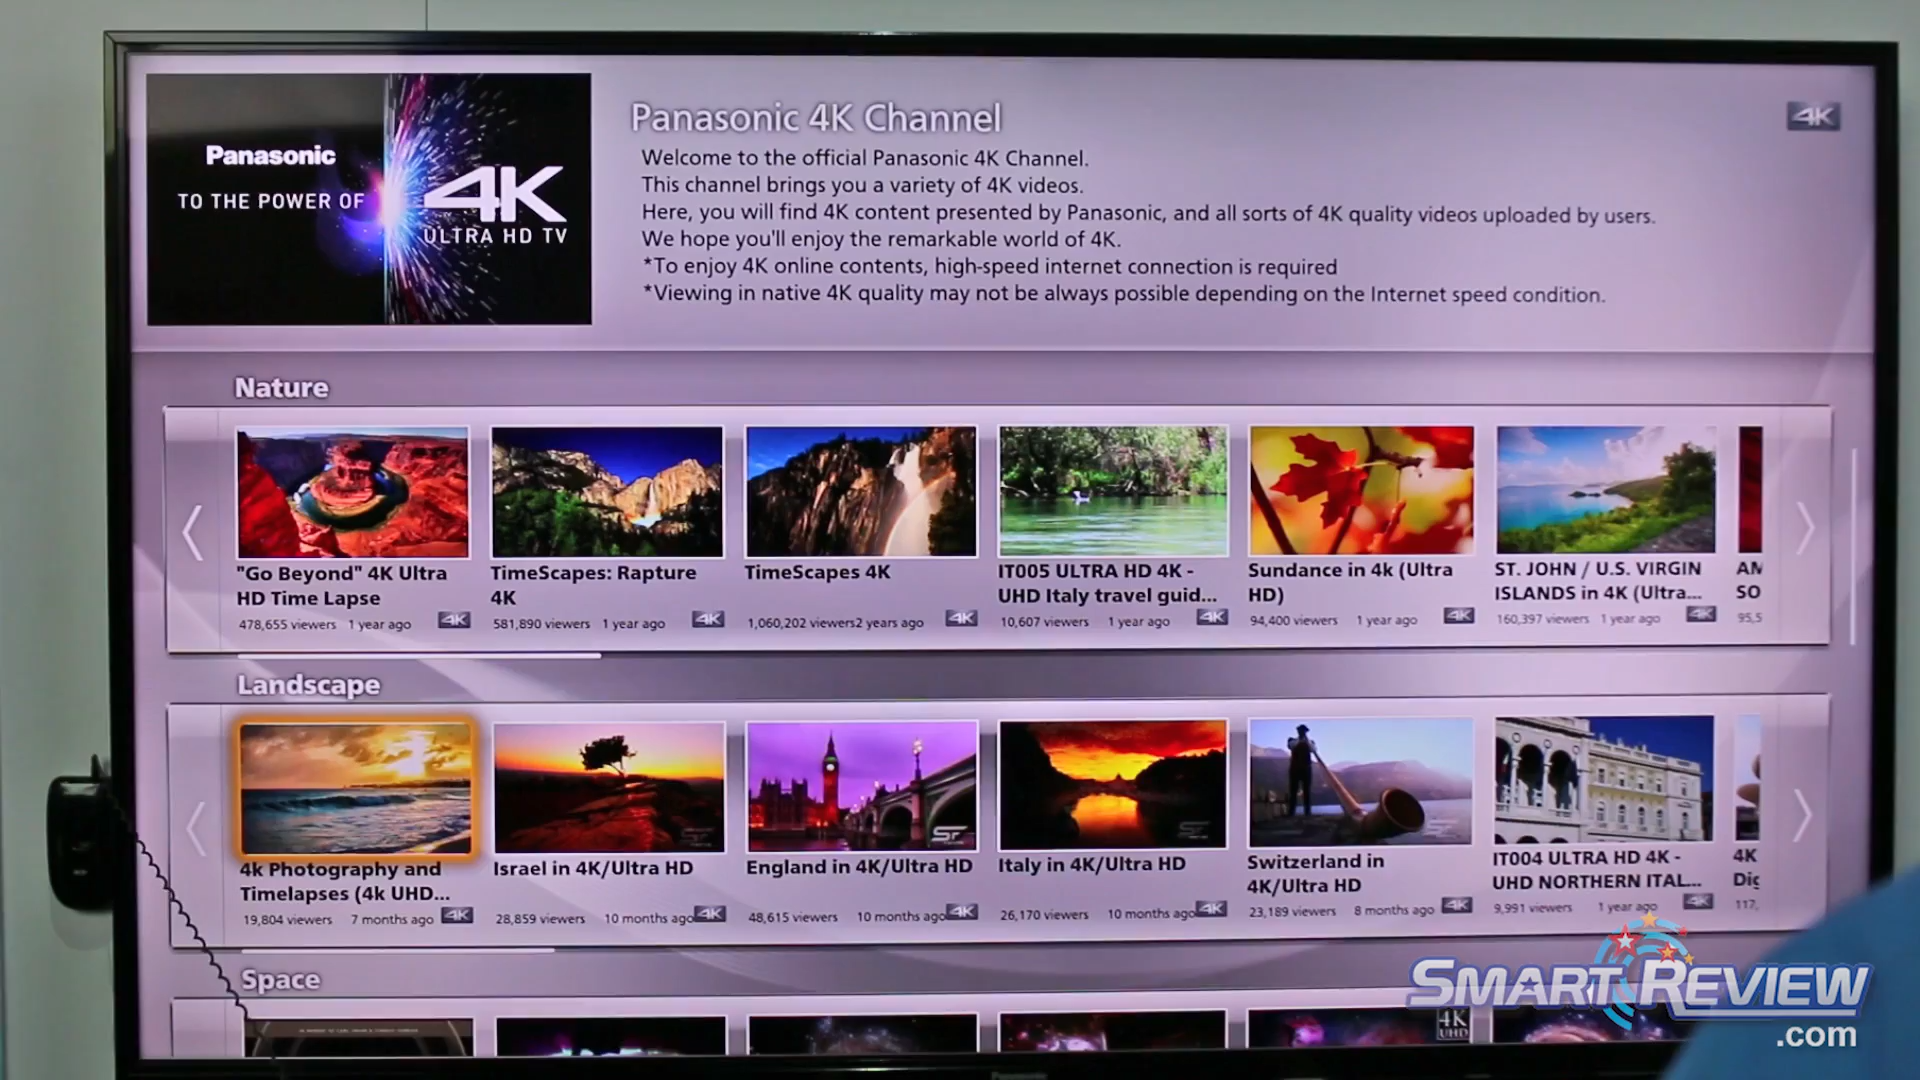 Panasonic
TO THE POWER OF
4K
ULTRA HD TV
Panasonic 4K Channel
4K
Welcome to the official Panasonic 4K Channel.
This channel brings you a variety of 4K videos.
Here, you will find 4K content presented by Panasonic, and all sorts of 4K quality videos uploaded by users.
We hope you'll enjoy the remarkable world of 4K.
*To enjoy 4K online contents, high-speed internet connection is required
*Viewing in native 4K quality may not be always possible depending on the Internet speed condition.
Nature
"Go Beyond" 4K Ultra
HD Time Lapse
478,655 viewers 1 year ago 4K
TimeScapes: Rapture
4K
581,890 viewers 1 year ago 4K
TimeScapes 4K
1,060,202 viewers2 years ago 4K
IT005 ULTRA HD 4K -
UHD Italy travel guid...
10,607 viewers 1 year ago 4K
Sundance in 4k (Ultra
HD)
94,400 viewers 1 year ago 4K
ST. JOHN / U.S. VIRGIN
ISLANDS in 4K (Ultra...
160,397 viewers 1 year ago 4K
AM
SO
95,5
Landscape
4k Photography and
Timelapses (4k UHD...
19,804 viewers 7 months ago 4K
Israel in 4K/Ultra HD
28,859 viewers 10 months ago 4K
England in 4K/Ultra HD
48,615 viewers 10 months ago 4K
Italy in 4K/Ultra HD
26,170 viewers 10 months ago 4K
Switzerland in
4K/Ultra HD
23,189 viewers 8 months ago 4K
IT004 ULTRA HD 4K -
UHD NORTHERN ITAL...
9,991 viewers 1 year ago 4K
4K
Dig
117,
Space
4K
UHD
SMARTREVIEW
.com